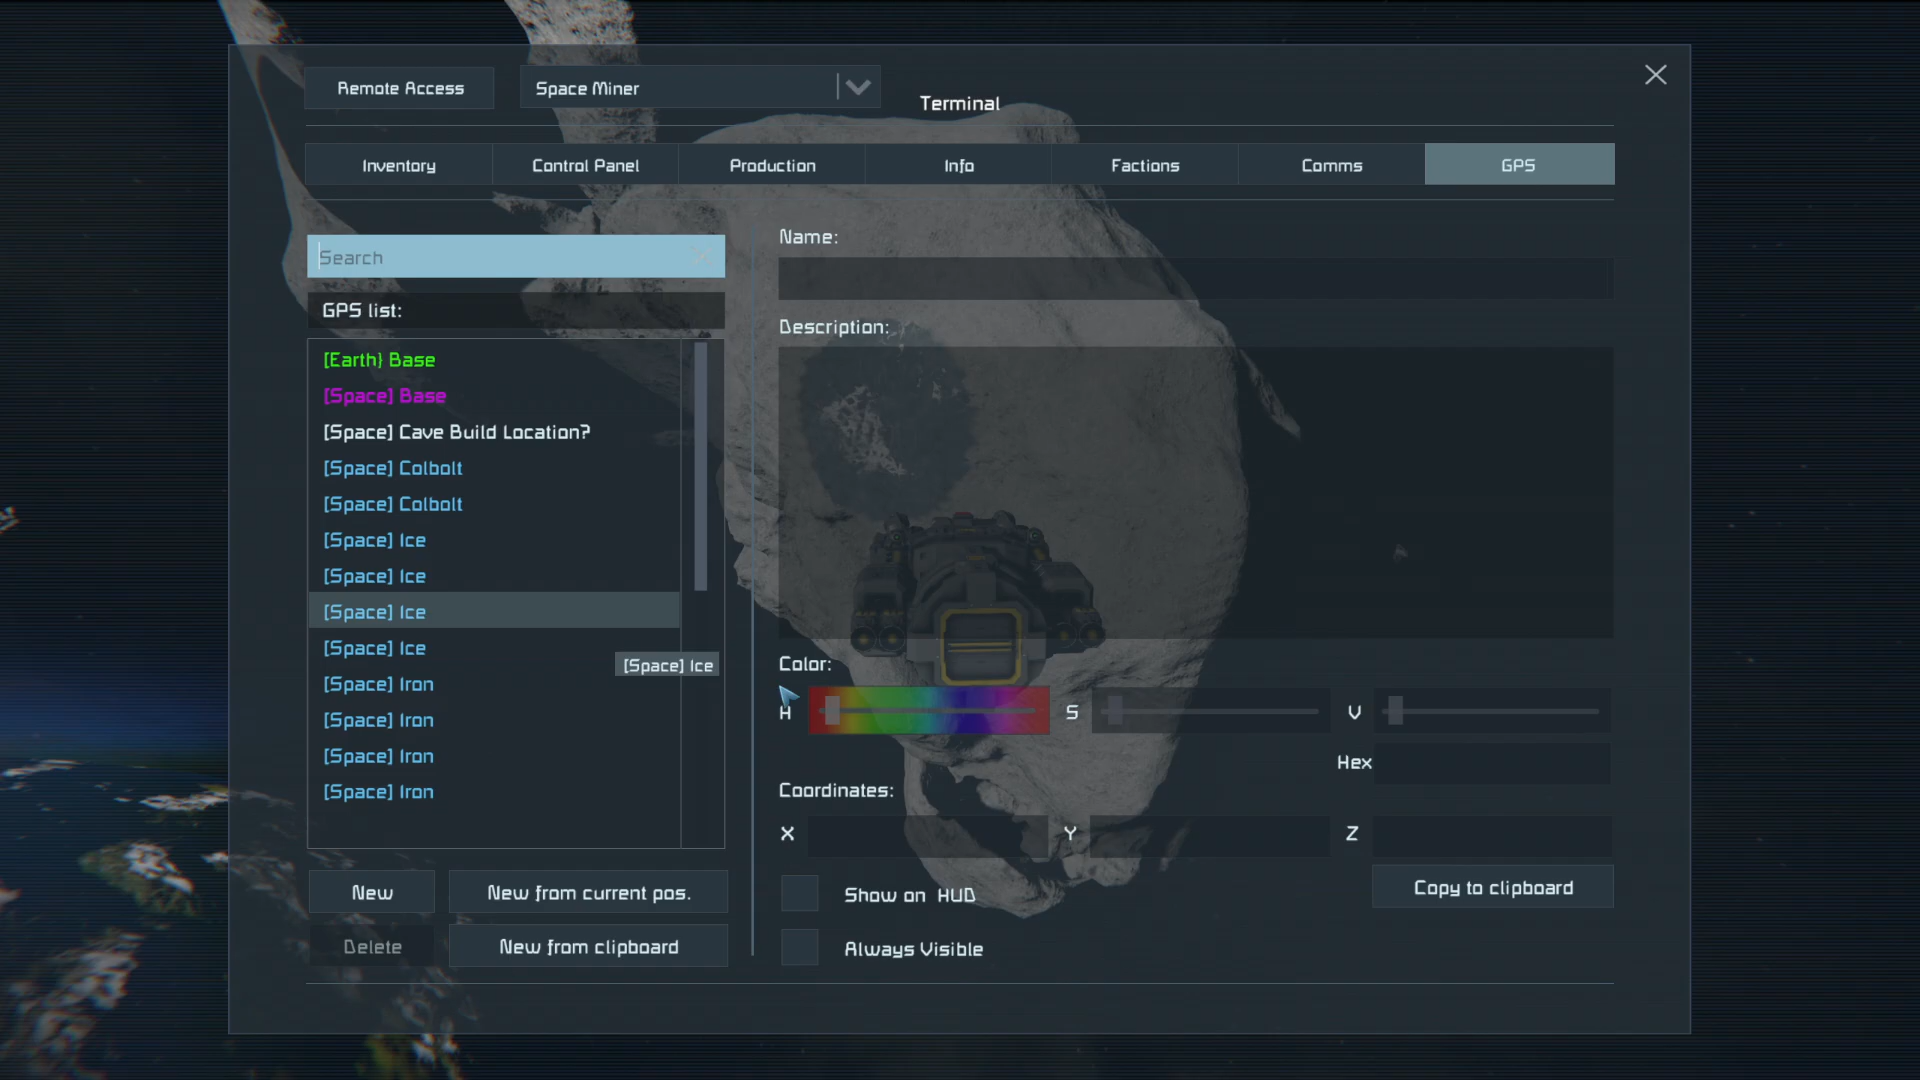 Remote Access
Space Miner
Terminal
Inventory
Control Panel
Production
Info
Factions
Comms
GPS
Search
GPS list:
[Earth} Base
[Space] Base
[Space] Cave Build Location?
[Space] Colbolt
[Space] Colbolt
[Space] Ice
[Space] Ice
[Space] Ice
[Space] Ice
[Space] Ice
[Space] Iron
[Space] Iron
[Space] Iron
[Space] Iron
New
New from current pos.
Delete
New from clipboard
Name:
Description:
Color:
H
S
V
Hex
Coordinates:
X
Y
Z
Copy to clipboard
Show on HUD
Always Visible